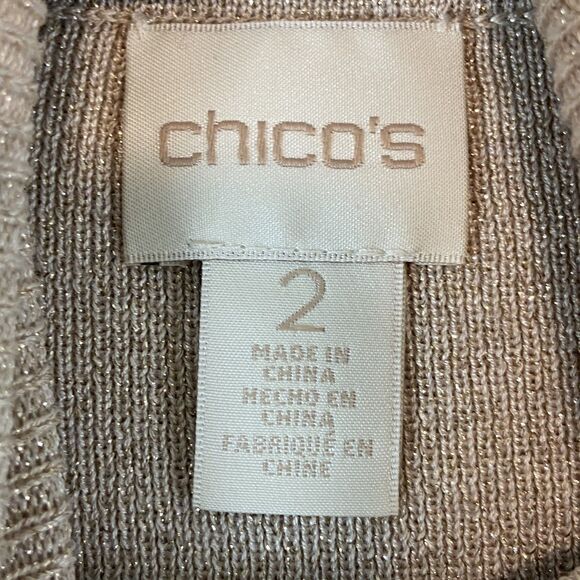 chico's
2
MADE IN
CHINA
HECHO EN
CHINA
FABRIQUÉ EN
CHINE